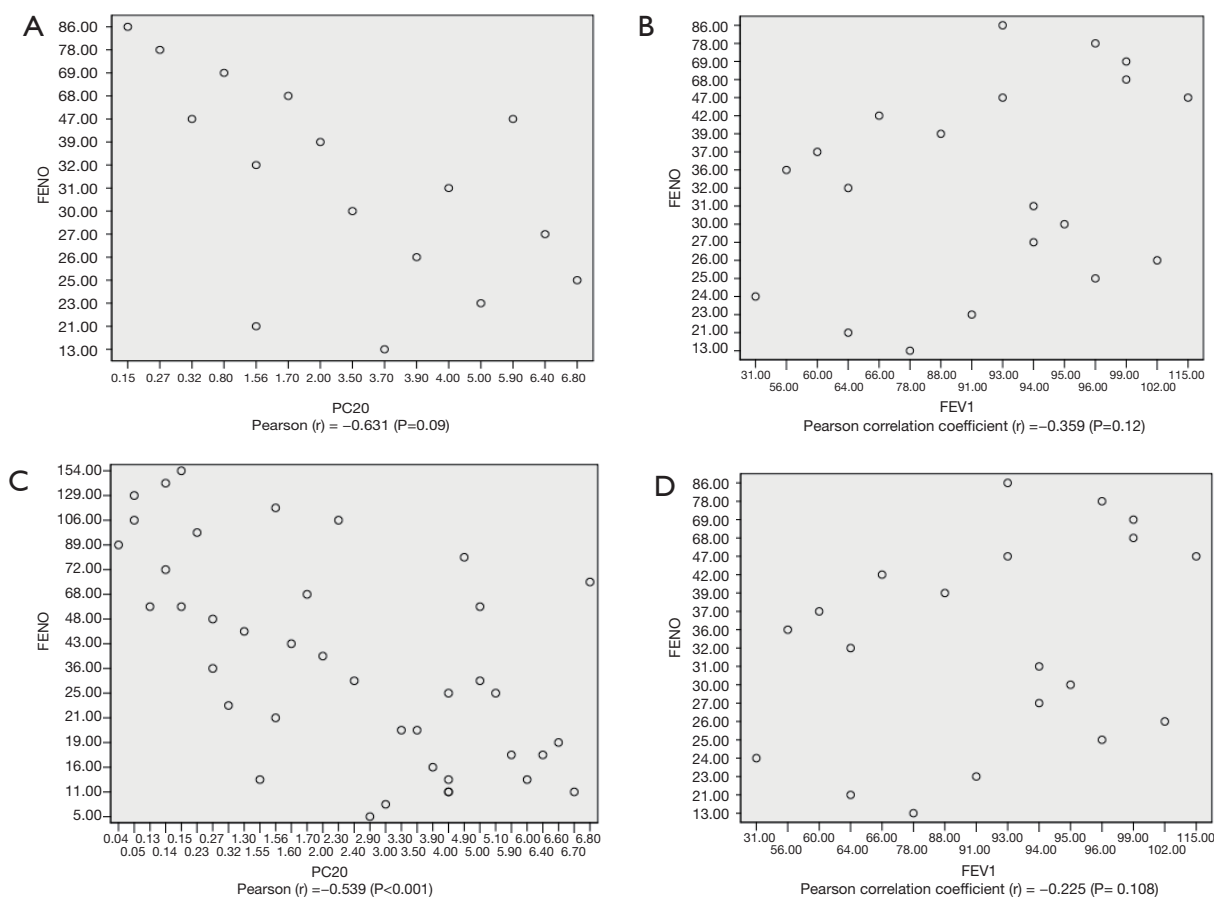 A
86.00
78.00
69.00
68.00
47.00
39.00
32.00
31.00
30.00
27.00
26.00
25.00
23.00
21.00
13.00
FENO
0.15 0.27 0.32 0.80 1.56 1.70 2.00 3.50 3.70 3.90 4.00 5.00 5.90 6.40 6.80
PC20
Pearson (r) = −0.631 (P=0.09)
B
86.00
78.00
69.00
68.00
47.00
42.00
39.00
37.00
36.00
32.00
31.00
30.00
27.00
26.00
25.00
24.00
23.00
21.00
13.00
FENO
31.00 60.00 66.00 88.00 93.00 95.00 99.00 115.00
56.00 64.00 78.00 91.00 94.00 96.00 102.00
FEV1
Pearson correlation coefficient (r) =−0.359 (P=0.12)
C
154.00
129.00
106.00
89.00
72.00
68.00
48.00
43.00
36.00
25.00
21.00
19.00
16.00
11.00
5.00
FENO
0.04 0.13 0.15 0.27 1.30 1.56 1.70 2.30 2.90 3.30 3.90 4.90 5.10 6.00 6.60 6.80
0.05 0.14 0.23 0.32 1.55 1.60 2.00 2.40 3.00 3.50 4.00 5.00 5.90 6.40 6.70
PC20
Pearson (r) =−0.539 (P<0.001)
D
86.00
78.00
69.00
68.00
47.00
42.00
39.00
37.00
36.00
32.00
31.00
30.00
27.00
26.00
25.00
24.00
23.00
21.00
13.00
FENO
31.00 60.00 66.00 88.00 93.00 95.00 99.00 115.00
56.00 64.00 78.00 91.00 94.00 96.00 102.00
FEV1
Pearson correlation coefficient (r) = −0.225 (P= 0.108)